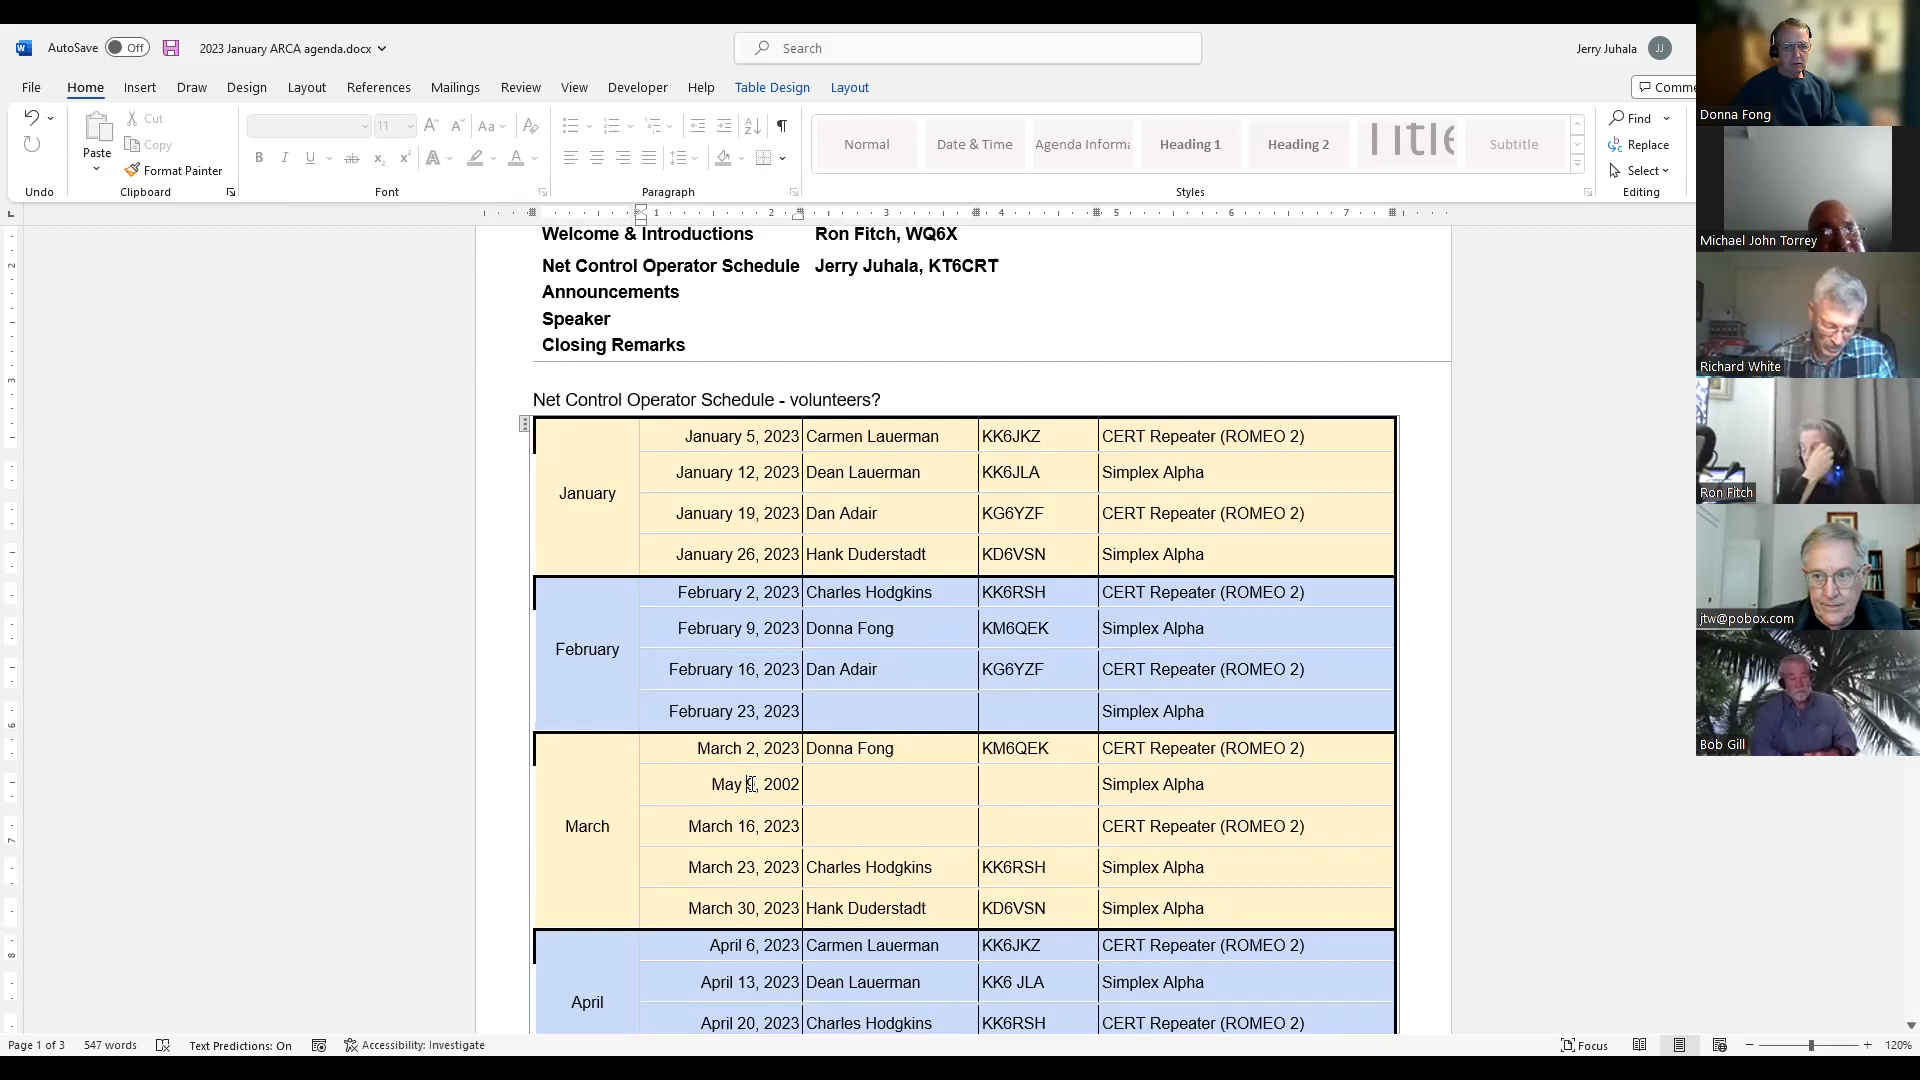 AutoSave Off 2023 January ARCA agenda.docx Search Jerry Juhala JJ
File Home Insert Draw Design Layout References Mailings Review View Developer Help Table Design Layout Comme
Paste Cut Copy Format Painter 11 Aa Normal Date & Time Agenda Informa Heading 1 Heading 2 Title Subtitle Find Replace Select
Undo Clipboard Font Paragraph Styles Editing
1 2 3 4 5 6 7
Welcome & Introductions Ron Fitch, WQ6X
Net Control Operator Schedule Jerry Juhala, KT6CRT
Announcements
Speaker
Closing Remarks
Net Control Operator Schedule - volunteers?
January
January 5, 2023 Carmen Lauerman KK6JKZ CERT Repeater (ROMEO 2)
January 12, 2023 Dean Lauerman KK6JLA Simplex Alpha
January 19, 2023 Dan Adair KG6YZF CERT Repeater (ROMEO 2)
January 26, 2023 Hank Duderstadt KD6VSN Simplex Alpha
February
February 2, 2023 Charles Hodgkins KK6RSH CERT Repeater (ROMEO 2)
February 9, 2023 Donna Fong KM6QEK Simplex Alpha
February 16, 2023 Dan Adair KG6YZF CERT Repeater (ROMEO 2)
February 23, 2023 Simplex Alpha
March
March 2, 2023 Donna Fong KM6QEK CERT Repeater (ROMEO 2)
May , 2002 Simplex Alpha
March 16, 2023 CERT Repeater (ROMEO 2)
March 23, 2023 Charles Hodgkins KK6RSH Simplex Alpha
March 30, 2023 Hank Duderstadt KD6VSN Simplex Alpha
April
April 6, 2023 Carmen Lauerman KK6JKZ CERT Repeater (ROMEO 2)
April 13, 2023 Dean Lauerman KK6 JLA Simplex Alpha
April 20, 2023 Charles Hodgkins KK6RSH CERT Repeater (ROMEO 2)
Page 1 of 3 547 words Text Predictions: On Accessibility: Investigate Focus 120%
Donna Fong
Michael John Torrey
Richard White
Ron Fitch
jtw@pobox.com
Bob Gill